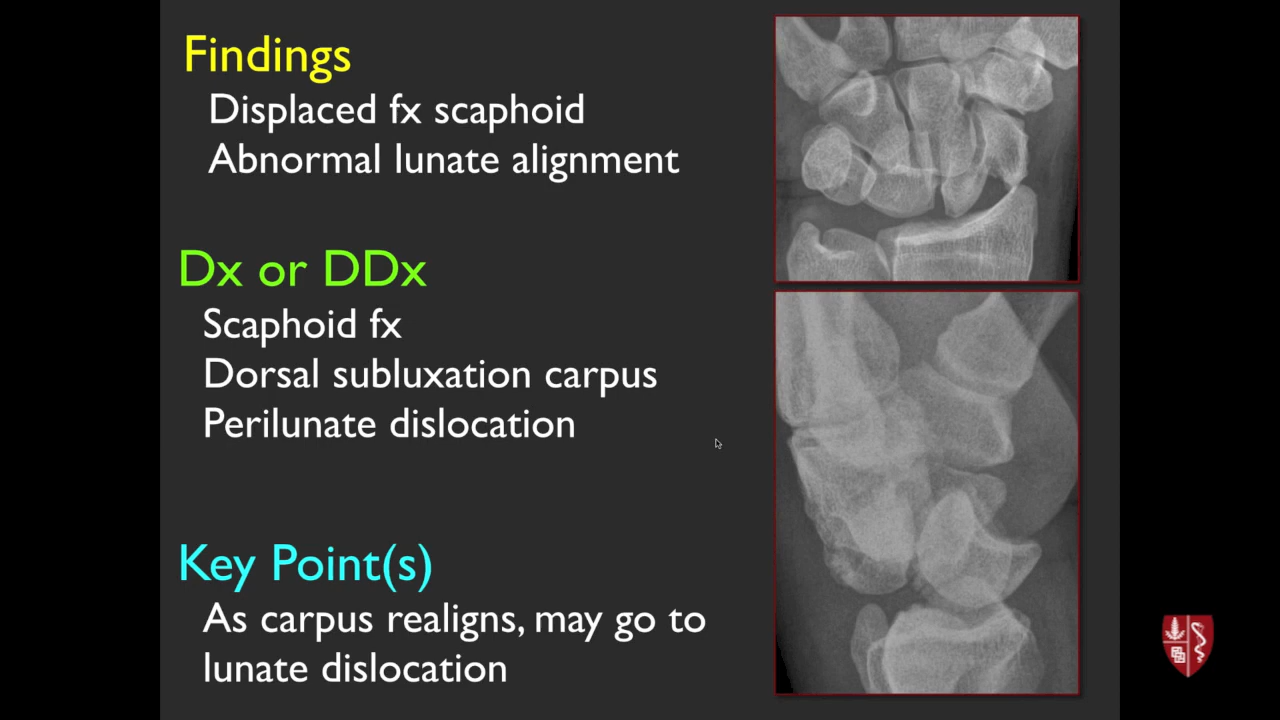 Findings
Displaced fx scaphoid
Abnormal lunate alignment
Dx or DDx
Scaphoid fx
Dorsal subluxation carpus
Perilunate dislocation
Key Point(s)
As carpus realigns, may go to
lunate dislocation